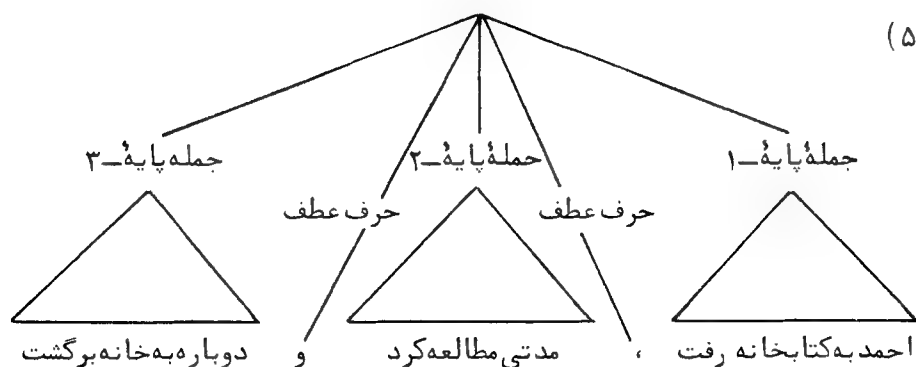 ۵)
جملهٔ پایهٔ–۱ حملهٔ پایهٔ–۲ جمله پایهٔ–۳
حرف عطف حرف عطف
احمد به کتابخانه رفت ، مدتی مطالعه کرد و دوباره به خانه برگشت